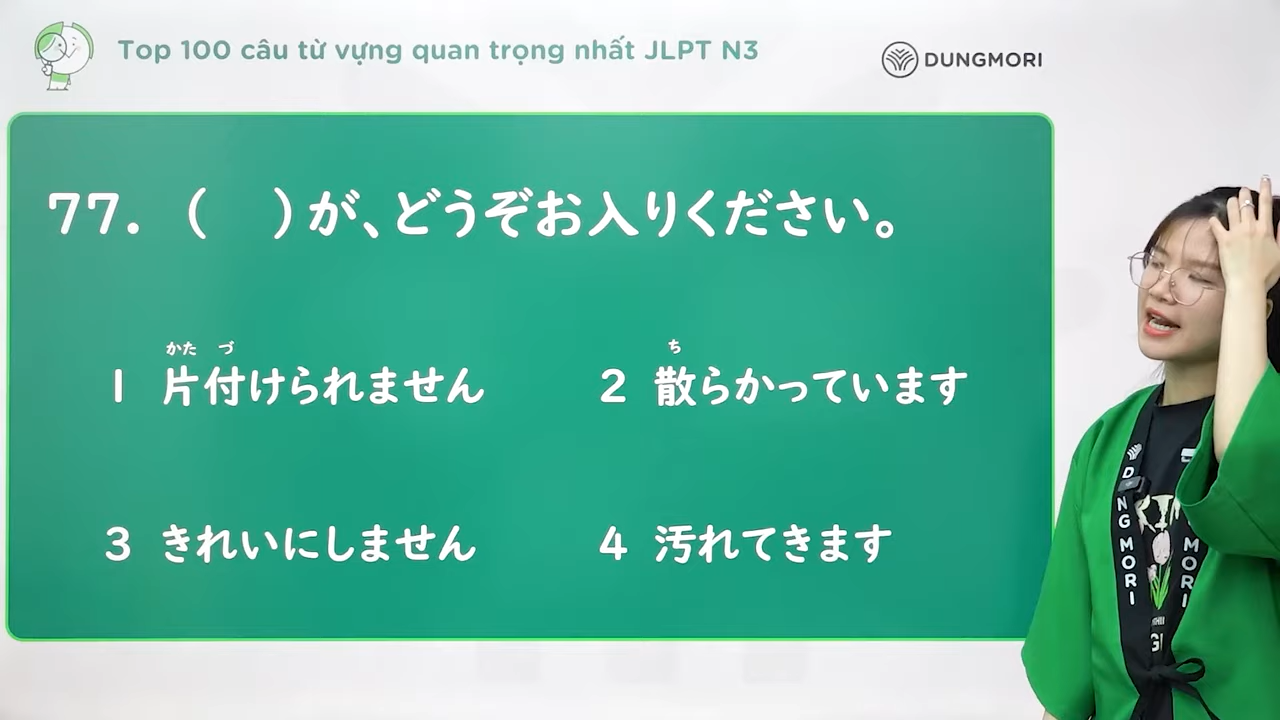 Top 100 câu từ vựng quan trọng nhất JLPT N3
DUNGMORI
77. （　）が、どうぞお入りください。
かた づ
1 片付けられません
ち
2 散らかっています
3 きれいにしません
4 汚れてきます
DUNG MORI
MORI